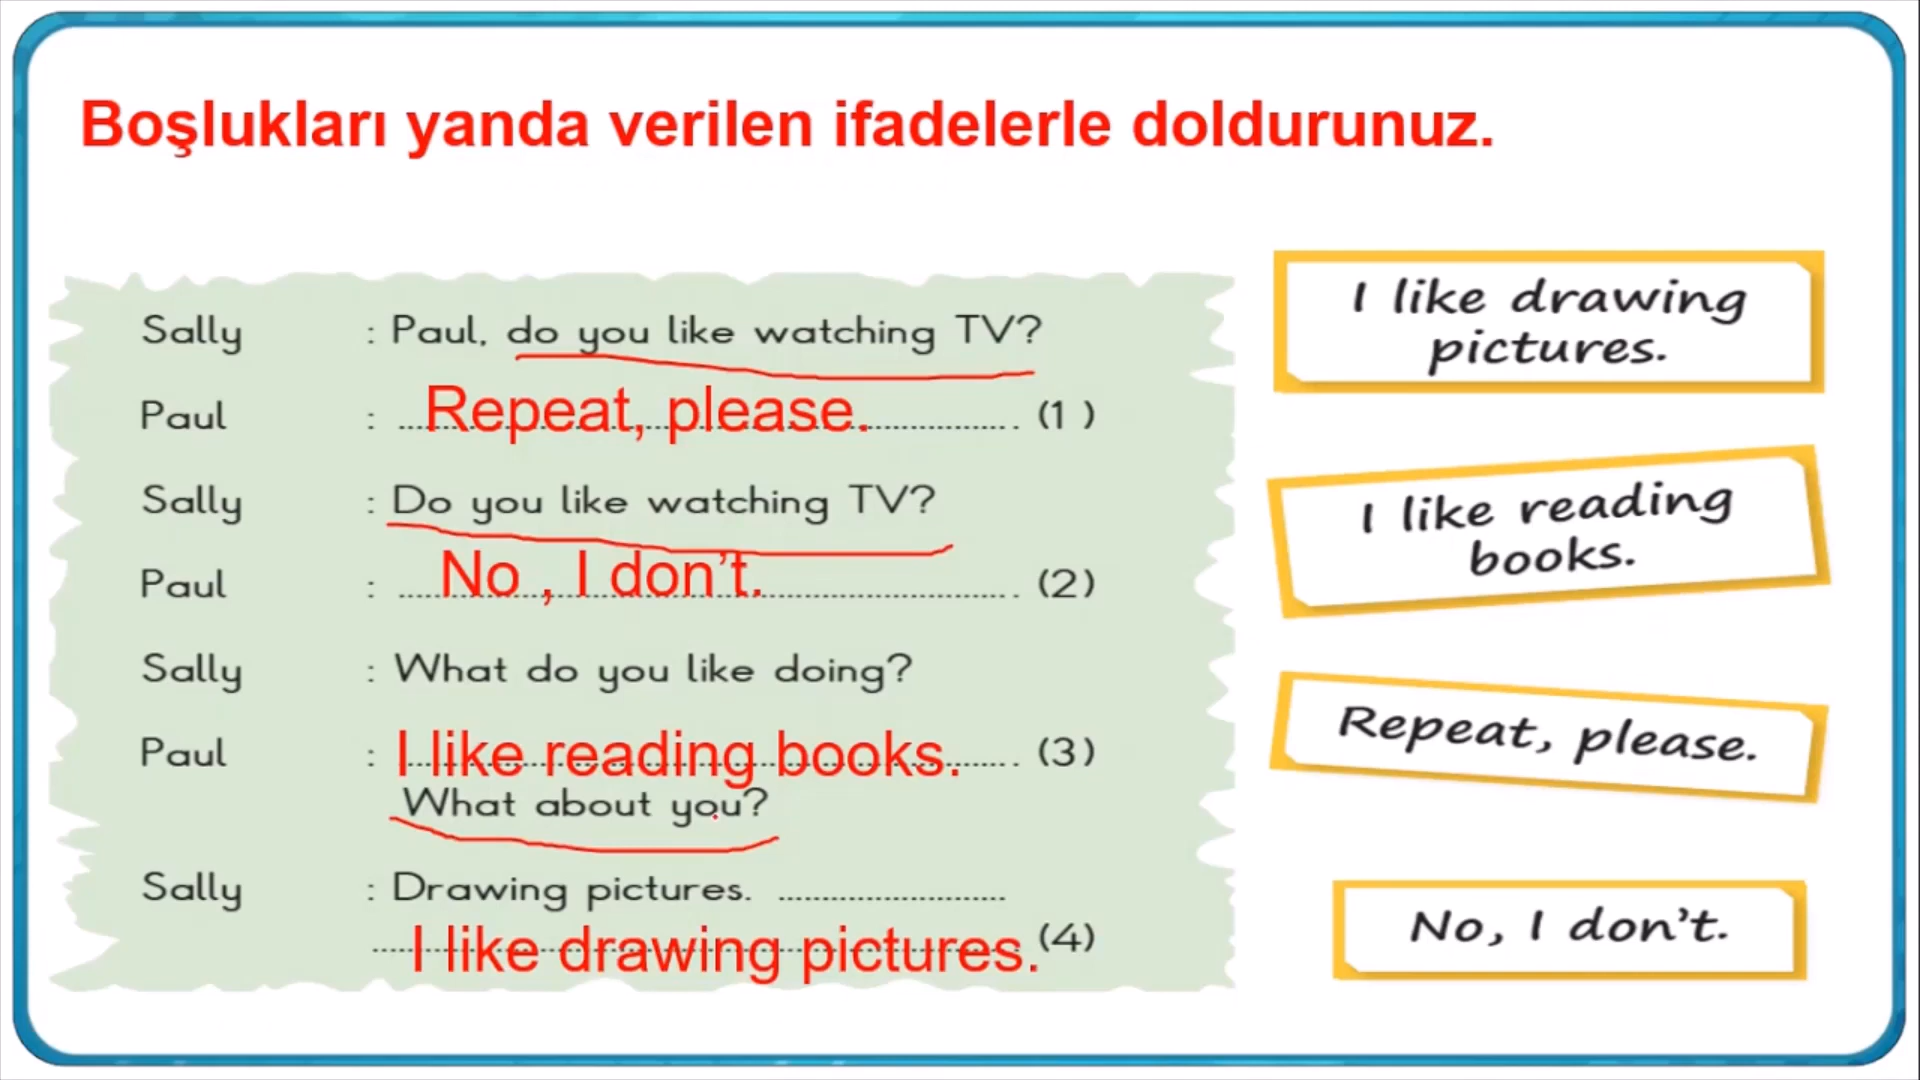 Boşlukları yanda verilen ifadelerle doldurunuz.
Sally : Paul, do you like watching TV?
Paul : Repeat, please. (1 )
Sally : Do you like watching TV?
Paul : No , I don't. (2)
Sally : What do you like doing?
Paul : I like reading books. (3)
What about you?
Sally : Drawing pictures. ........................
I like drawing pictures. (4)
I like drawing
pictures.
I like reading
books.
Repeat, please.
No, I don't.